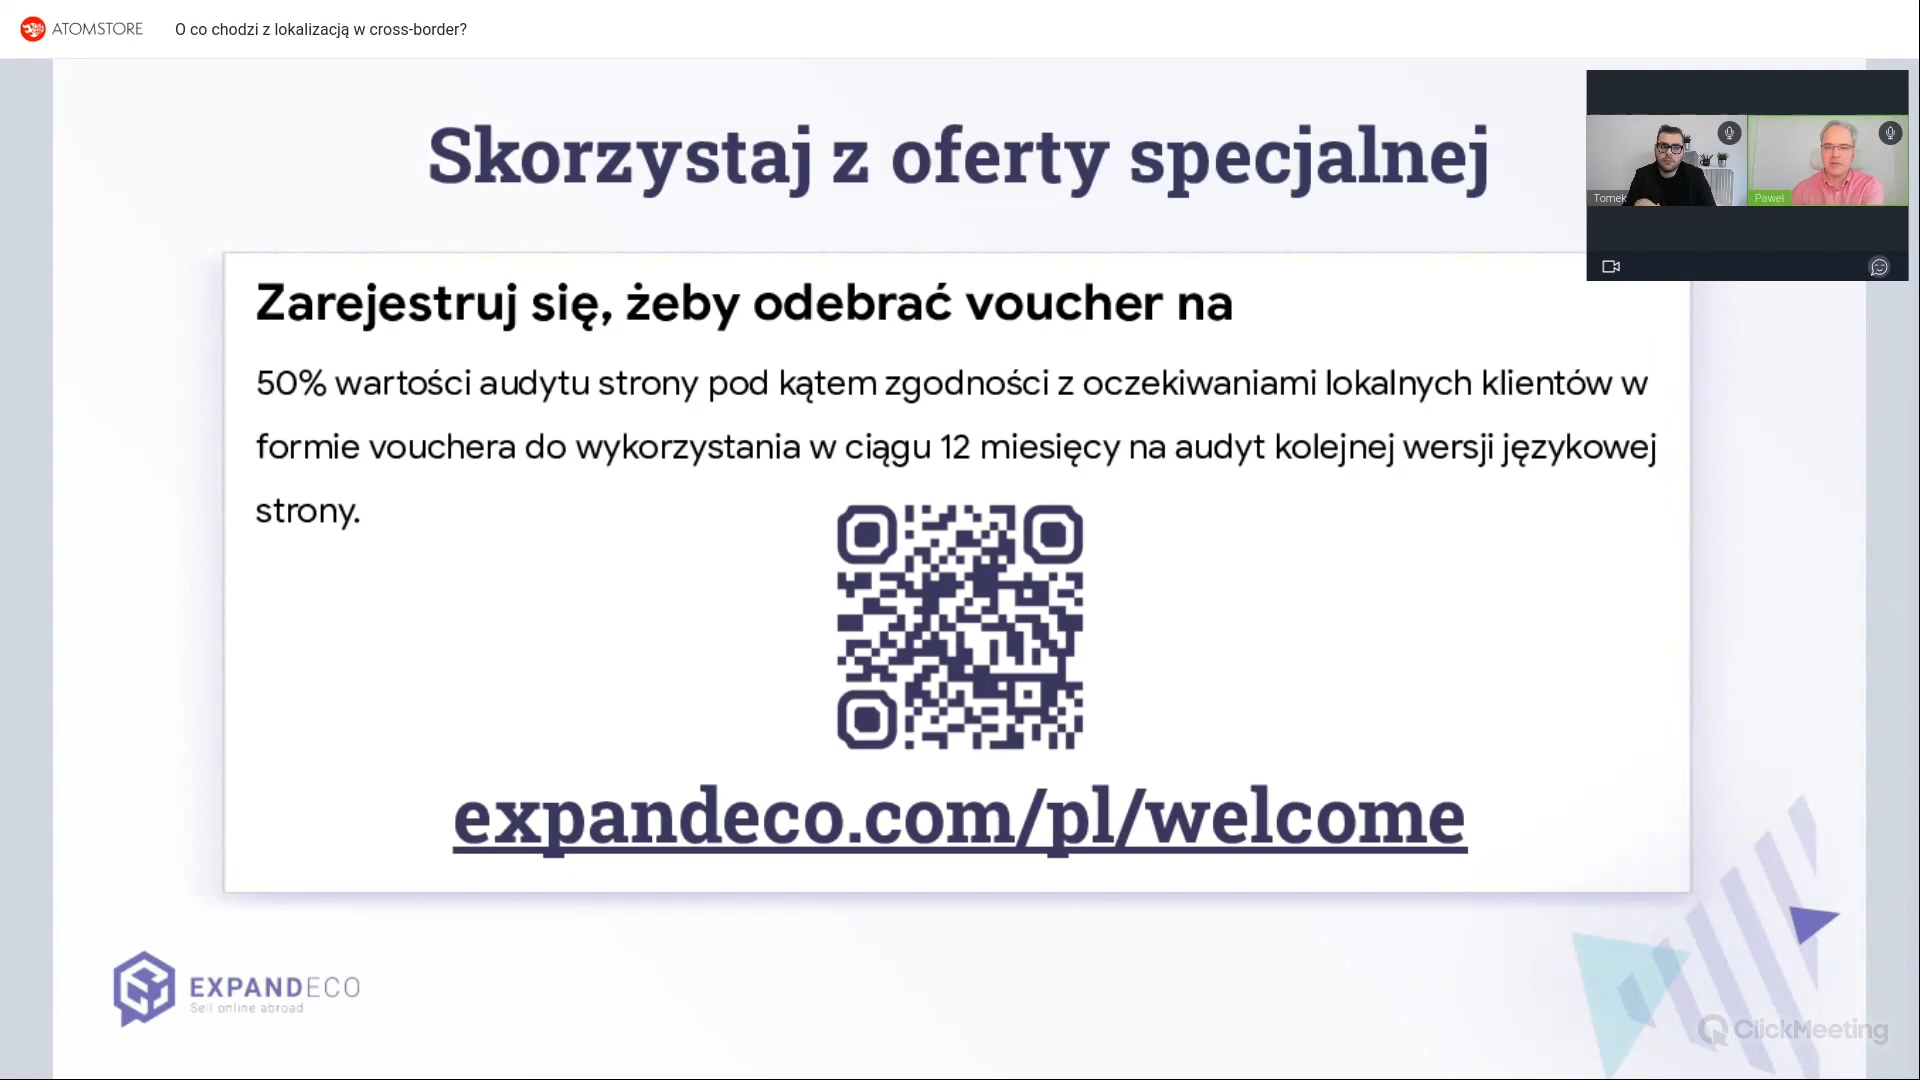 ATOMSTORE O co chodzi z lokalizacją w cross-border?
Skorzystaj z oferty specjalnej
Tomek
Paweł
Zarejestruj się, żeby odebrać voucher na
50% wartości audytu strony pod kątem zgodności z oczekiwaniami lokalnych klientów w
formie vouchera do wykorzystania w ciągu 12 miesięcy na audyt kolejnej wersji językowej
strony.
expandeco.com/pl/welcome
EXPANDECO
Sell online abroad
ClickMeeting